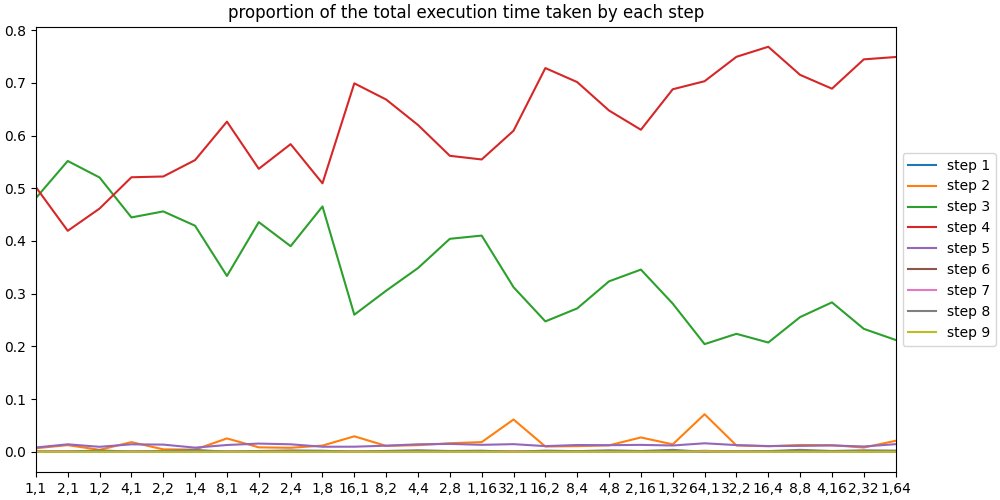 proportion of the total execution time taken by each step
0.8
0.7
0.6
0.5
0.4
0.3
0.2
0.1
0.0
1,1 2,1 1,2 4,1 2,2 1,4 8,1 4,2 2,4 1,8 16,1 8,2 4,4 2,8 1,16 32,1 16,2 8,4 4,8 2,16 1,32 64,1 32,2 16,4 8,8 4,16 2,32 1,64
step 1
step 2
step 3
step 4
step 5
step 6
step 7
step 8
step 9